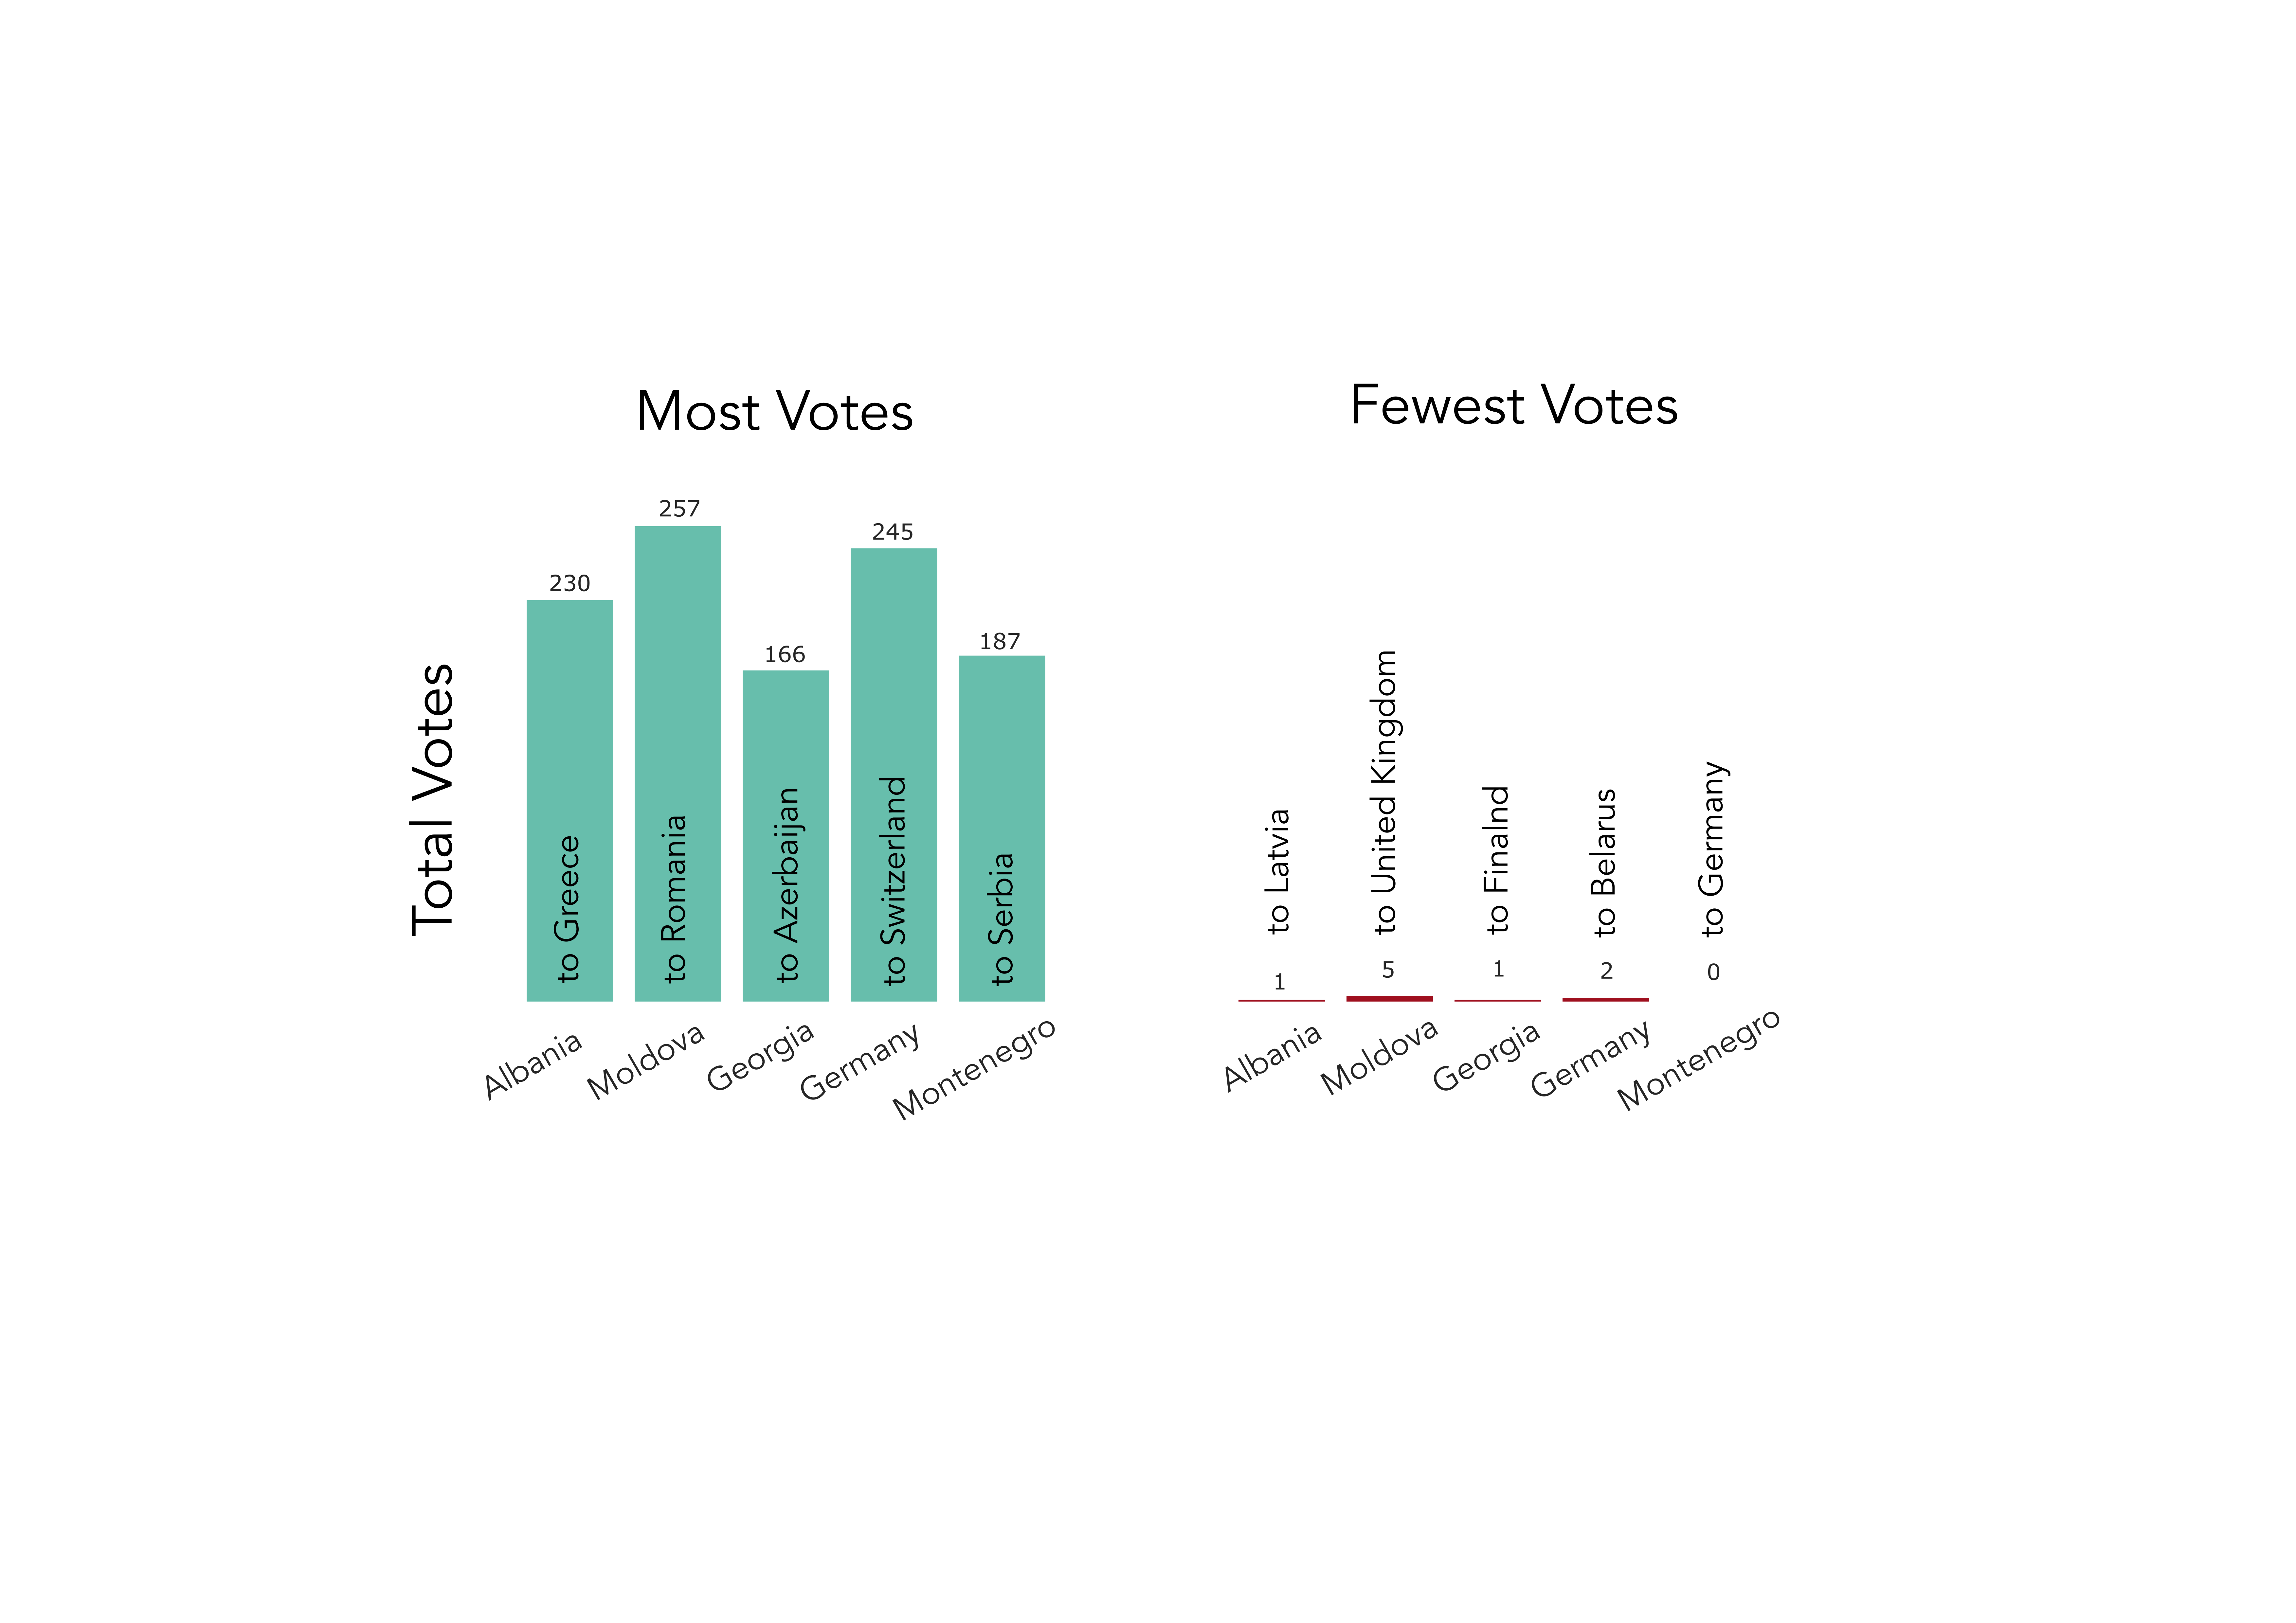 Most Votes
Fewest Votes
Total Votes
257
245
230
187
166
to Greece
to Romania
to Azerbaijan
to Switzerland
to Serbia
Albania
Moldova
Georgia
Germany
Montenegro
to Latvia
to United Kingdom
to Finalnd
to Belarus
to Germany
1
5
1
2
0
Albania
Moldova
Georgia
Germany
Montenegro